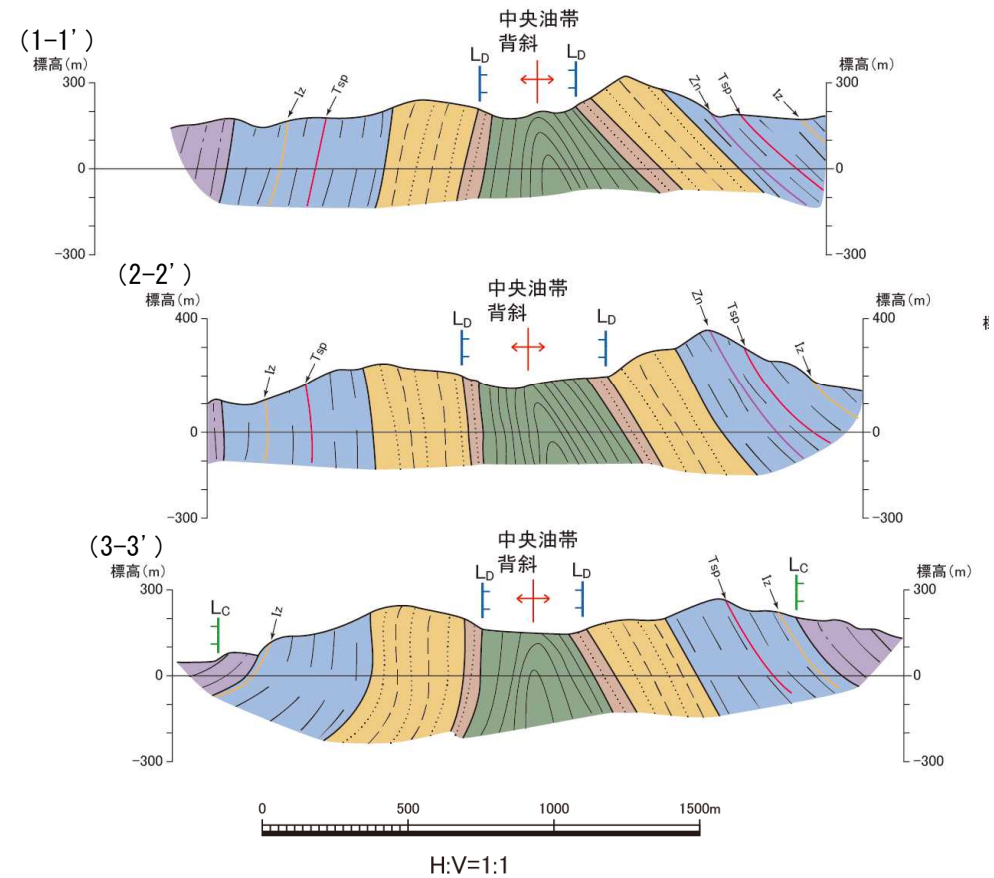 (1-1')
中央油帯
背斜
LD
LD
標高(m)
標高(m)
300
0
-300
Iz
Tsp
Zn
Tsp
Iz
300
0
-300
(2-2')
中央油帯
背斜
LD
LD
標高(m)
標高(m)
400
0
-300
Iz
Tsp
Zn
Tsp
Iz
400
0
-300
標
(3-3')
中央油帯
背斜
LD
LD
標高(m)
標高(m)
300
0
-300
LC
Iz
Tsp
Iz
LC
300
0
-300
0
500
1000
1500m
H:V=1:1